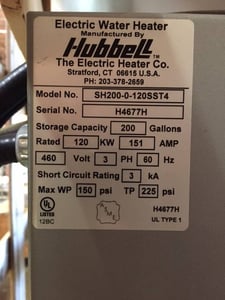 Electric Water Heater
Manufactured By
Hubbell
The Electric Heater Co.
Stratford, CT 06615 U.S.A.
PH: 203-378-2659
Model No. SH200-0-120SST4
Serial No. H4677H
Storage Capacity 200 Gallons
Rated 120 KW 151 AMP
460 Volt 3 PH 60 Hz
Short Circuit Rating 3 kA
Max WP 150 psi TP 225 psi
UL
LISTED
12BC
ASME
H4677H
UL TYPE 1